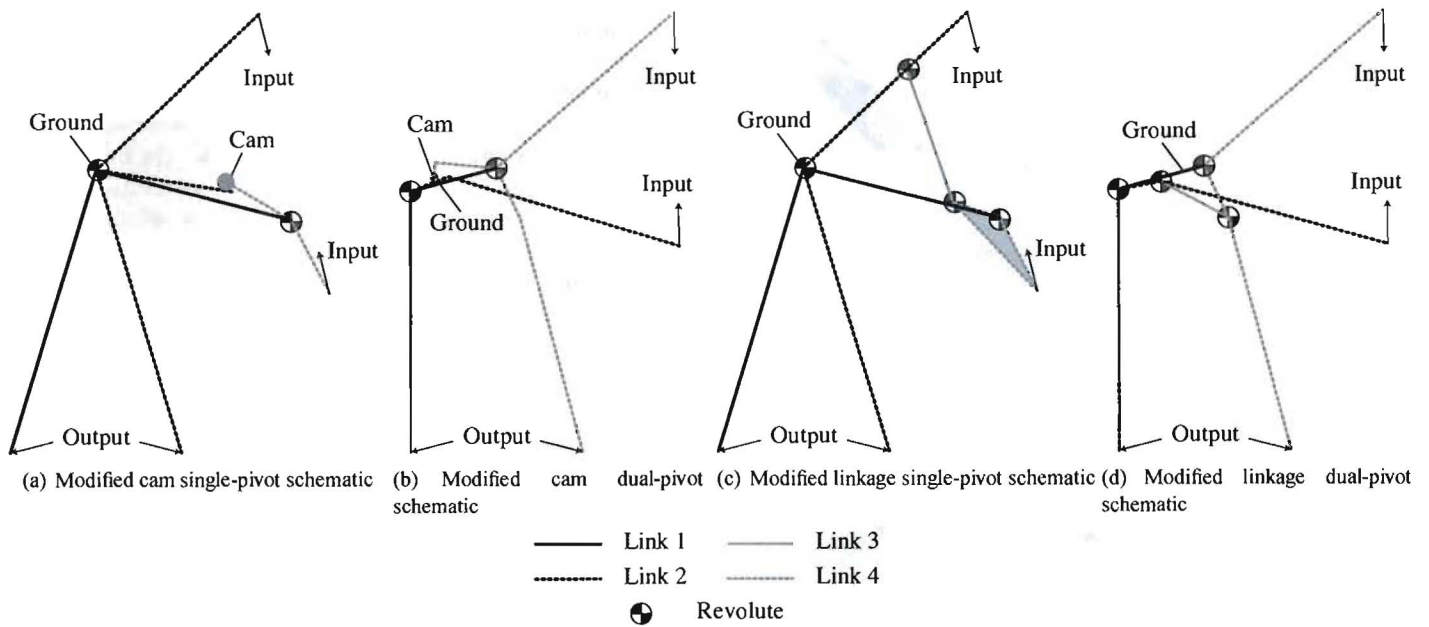 Input
Ground
Cam
Input
Output
(a) Modified cam single-pivot schematic
Input
Cam
Input
Ground
Output
(b) Modified cam dual-pivot
schematic
Input
Ground
Input
Output
(c) Modified linkage single-pivot schematic
Input
Ground
Input
Output
(d) Modified linkage dual-pivot
schematic
Link 1
Link 3
Link 2
Link 4
Revolute